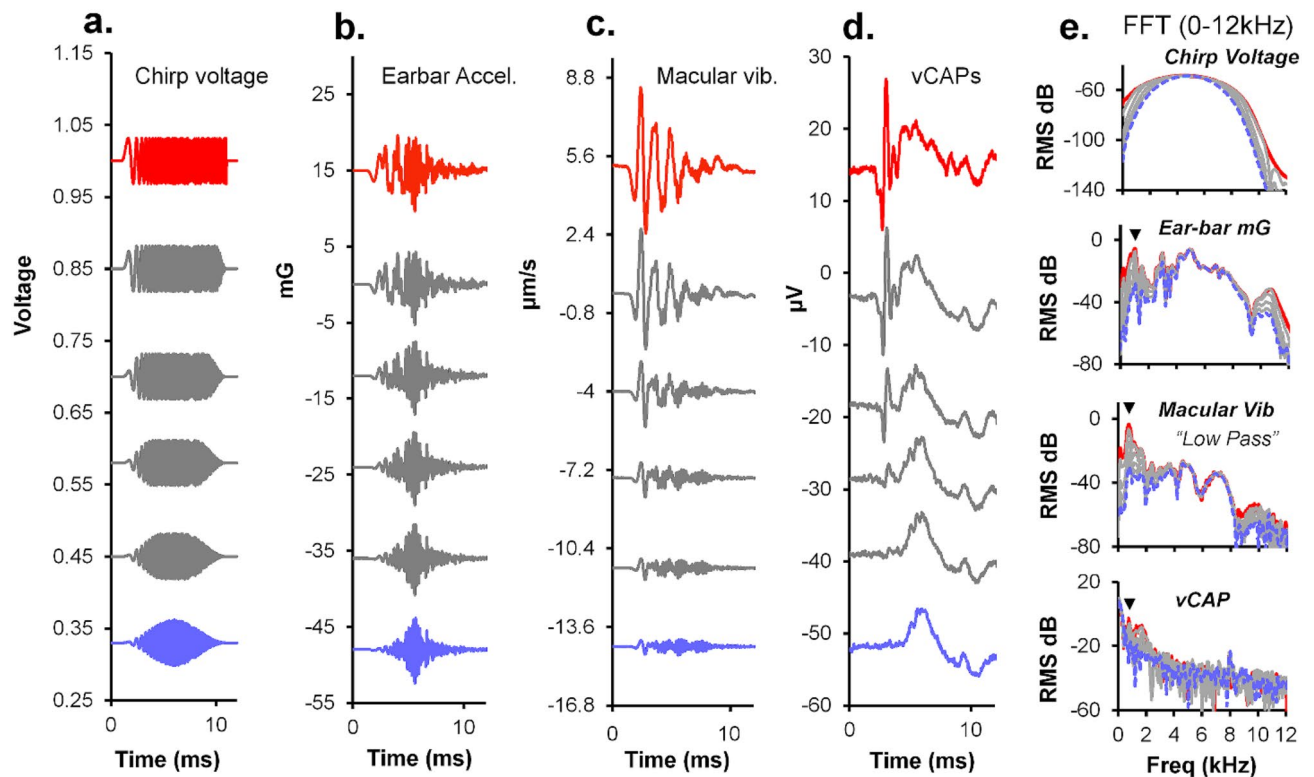 a.
Chirp voltage
1.15
1.05
0.95
0.85
0.75
0.65
0.55
0.45
0.35
0.25
Voltage
0
10
Time (ms)
b.
Earbar Accel.
25
15
5
-5
-15
-25
-35
-45
-55
mG
0
10
Time (ms)
c.
Macular vib.
8.8
5.6
2.4
-0.8
-4
-7.2
-10.4
-13.6
-16.8
µm/s
0
10
Time (ms)
d.
vCAPs
30
20
10
0
-10
-20
-30
-40
-50
-60
µV
0
10
Time (ms)
e.
FFT (0-12kHz)
Chirp Voltage
-60
-100
-140
RMS dB
Ear-bar mG
0
-40
-80
RMS dB
Macular Vib
"Low Pass"
0
-40
-80
RMS dB
vCAP
20
-20
-60
RMS dB
0 2 4 6 8 10 12
Freq (kHz)